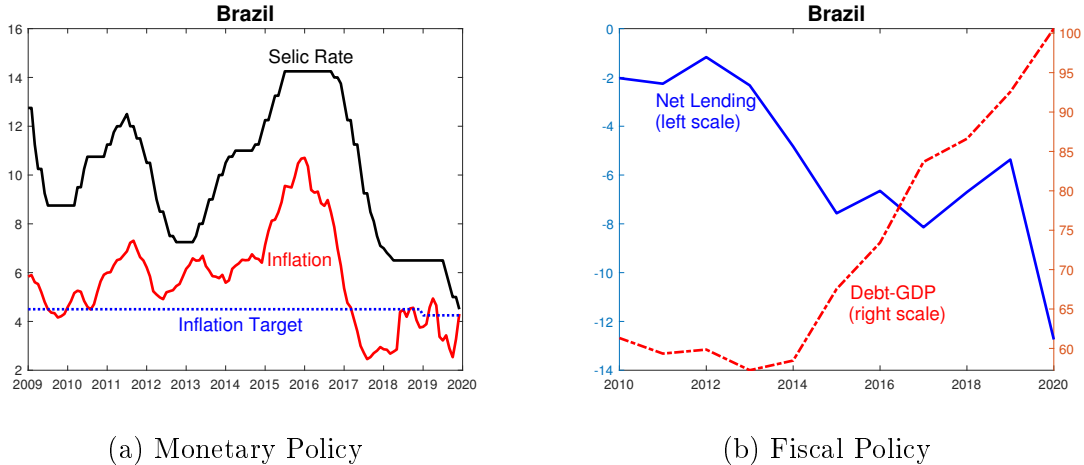 Brazil
16
14
12
10
8
6
4
2
2009 2010 2011 2012 2013 2014 2015 2016 2017 2018 2019 2020
Selic Rate
Inflation
Inflation Target
(a) Monetary Policy
Brazil
0
-2
-4
-6
-8
-10
-12
-14
2010 2012 2014 2016 2018 2020
100
95
90
85
80
75
70
65
60
Net Lending
(left scale)
Debt-GDP
(right scale)
(b) Fiscal Policy